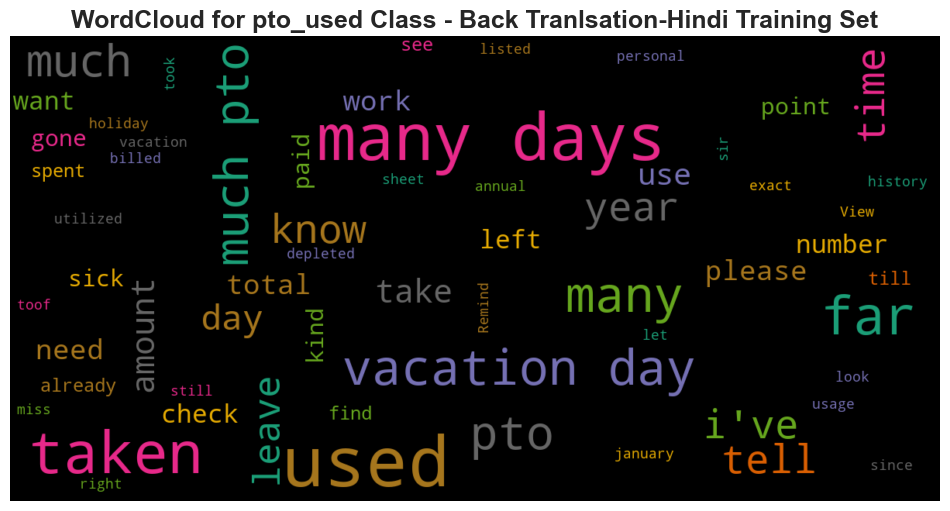 WordCloud for pto_used Class - Back Tranlsation-Hindi Training Set
much
took
much pto
see
listed
personal
time
want
work
point
holiday
many days
gone
vacation
billed
paid
sir
spent
sheet
annual
use
exact
history
utilized
know
year
View
left
number
depleted
sick
total
take
please
till
toof
amount
day
kind
Remind
many
far
let
need
vacation day
already
still
leave
look
miss
check
find
pto
i've
usage
taken
used
january
tell
since
right